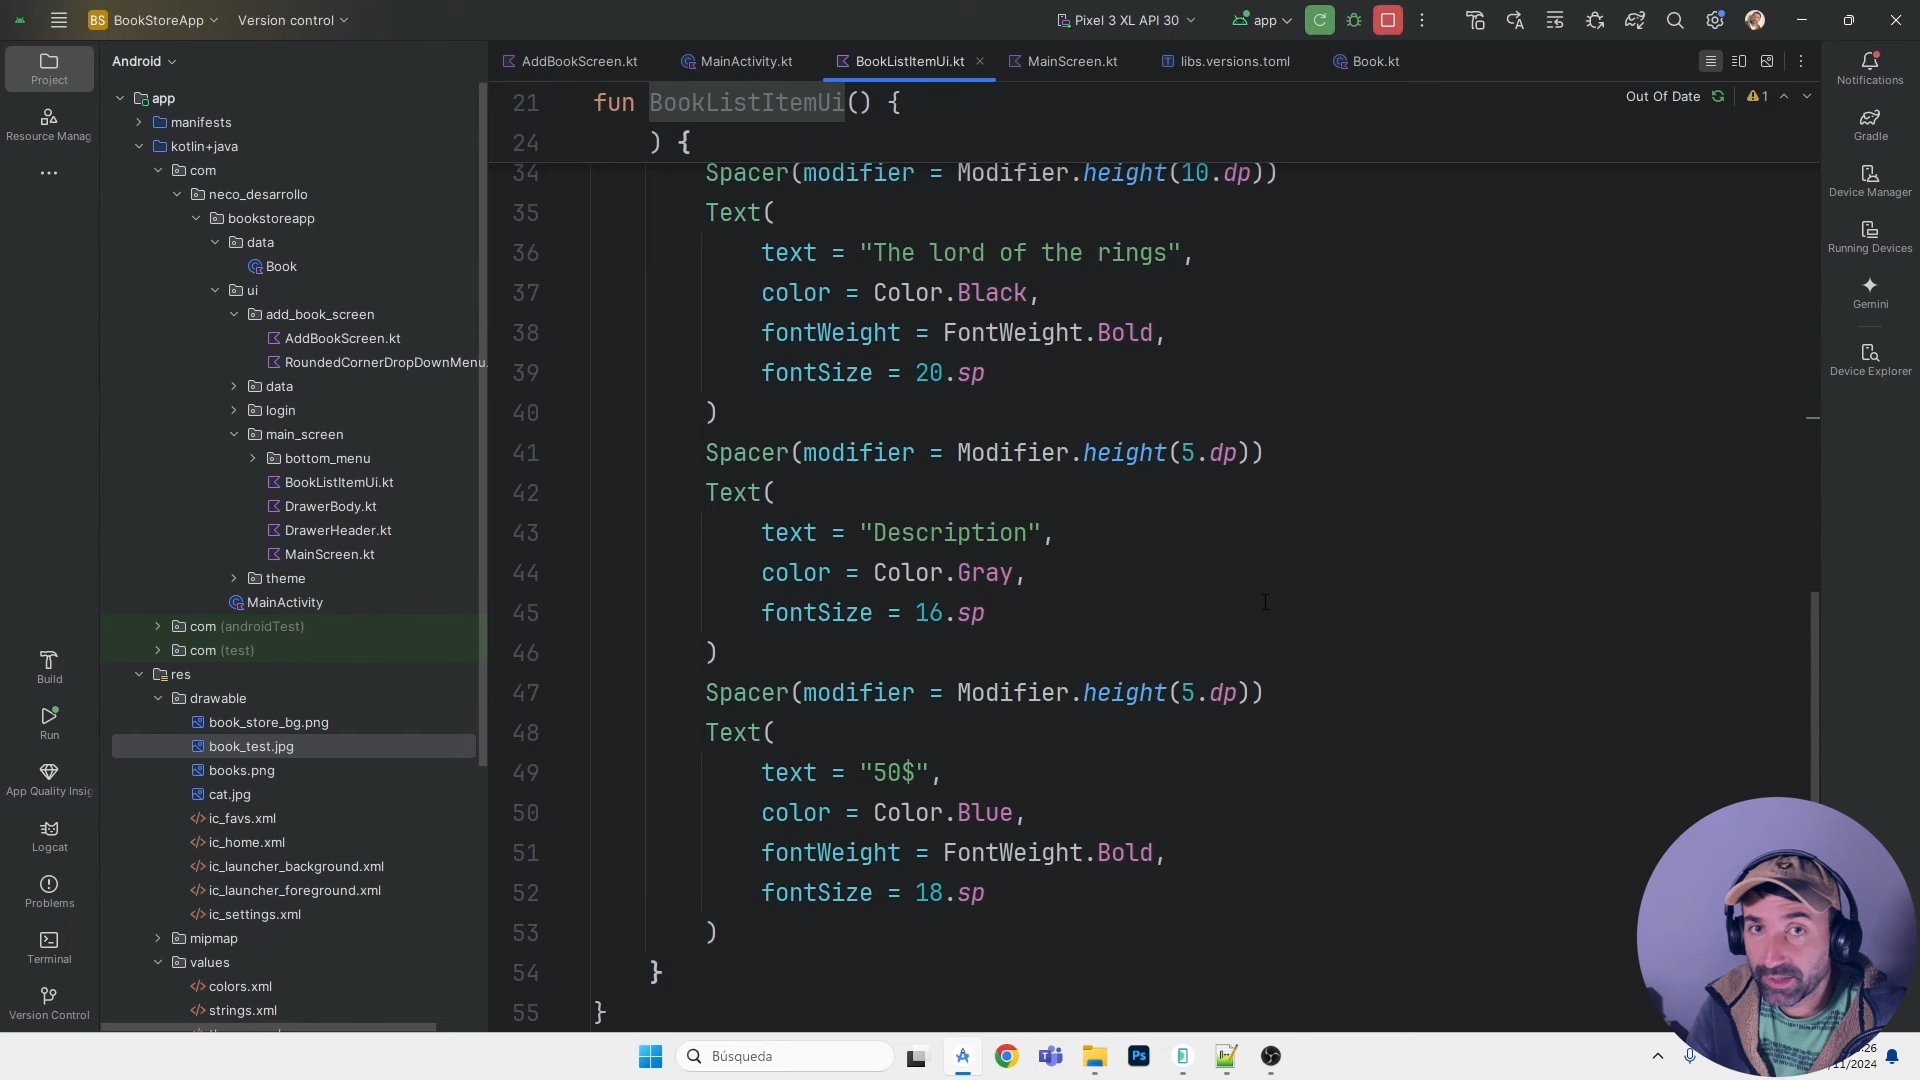 BS BookStoreApp Version control Pixel 3 XL API 30 app
Project
Resource Manag
Build
Run
App Quality Insig
Logcat
Problems
Terminal
Version Control
Android
app
manifests
kotlin+java
com
neco_desarrollo
bookstoreapp
data
Book
ui
add_book_screen
AddBookScreen.kt
RoundedCornerDropDownMenu.
data
login
main_screen
bottom_menu
BookListItemUi.kt
DrawerBody.kt
DrawerHeader.kt
MainScreen.kt
theme
MainActivity
com (androidTest)
com (test)
res
drawable
book_store_bg.png
book_test.jpg
books.png
cat.jpg
ic_favs.xml
ic_home.xml
ic_launcher_background.xml
ic_launcher_foreground.xml
ic_settings.xml
mipmap
values
colors.xml
strings.xml
AddBookScreen.kt MainActivity.kt BookListItemUi.kt MainScreen.kt libs.versions.toml Book.kt
Out Of Date 1
21 fun BookListItemUi() {
24 ) {
34 Spacer(modifier = Modifier.height(10.dp))
35 Text(
36 text = "The lord of the rings",
37 color = Color.Black,
38 fontWeight = FontWeight.Bold,
39 fontSize = 20.sp
40 )
41 Spacer(modifier = Modifier.height(5.dp))
42 Text(
43 text = "Description",
44 color = Color.Gray,
45 fontSize = 16.sp
46 )
47 Spacer(modifier = Modifier.height(5.dp))
48 Text(
49 text = "50$",
50 color = Color.Blue,
51 fontWeight = FontWeight.Bold,
52 fontSize = 18.sp
53 )
54 }
55 }
Notifications
Gradle
Device Manager
Running Devices
Gemini
Device Explorer
Búsqueda
Ps
:26
/11/2024